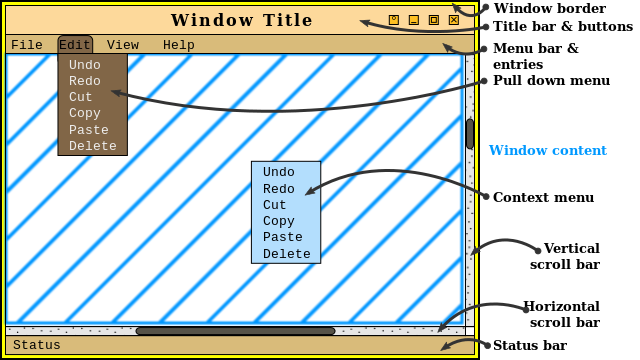 Window Title
Window border
Title bar & buttons
File Edit View Help
Menu bar &
entries
Pull down menu
Undo
Redo
Cut
Copy
Paste
Delete
Window content
Undo
Redo
Cut
Copy
Paste
Delete
Context menu
Vertical
scroll bar
Horizontal
scroll bar
Status
Status bar